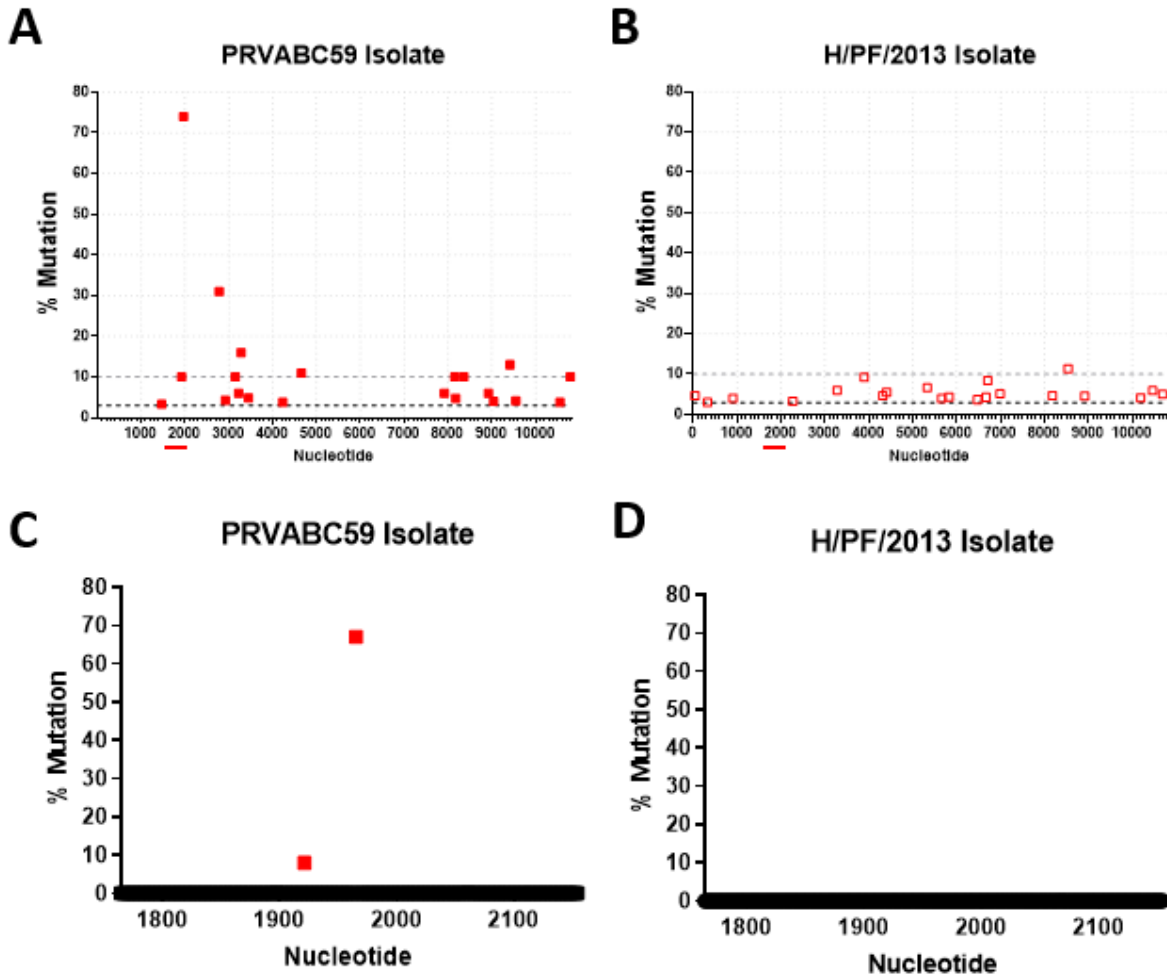 A
PRVABC59 Isolate
% Mutation
80
70
60
50
40
30
20
10
0
1000 2000 3000 4000 5000 6000 7000 8000 9000 10000
Nucleotide
B
H/PF/2013 Isolate
% Mutation
80
70
60
50
40
30
20
10
0
0 1000 2000 3000 4000 5000 6000 7000 8000 9000 10000
Nucleotide
C
PRVABC59 Isolate
% Mutation
80
70
60
50
40
30
20
10
0
1800 1900 2000 2100
Nucleotide
D
H/PF/2013 Isolate
% Mutation
80
70
60
50
40
30
20
10
0
1800 1900 2000 2100
Nucleotide